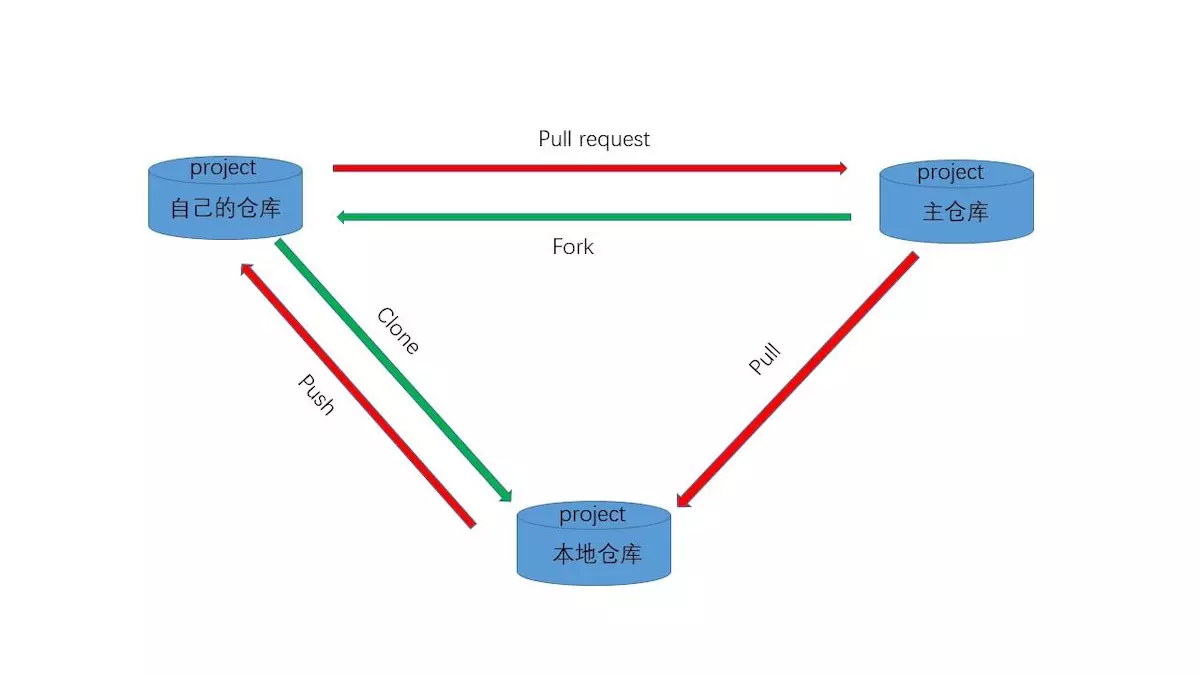 Pull request
project
自己的仓库
project
主仓库
Fork
Clone
Pull
Push
project
本地仓库